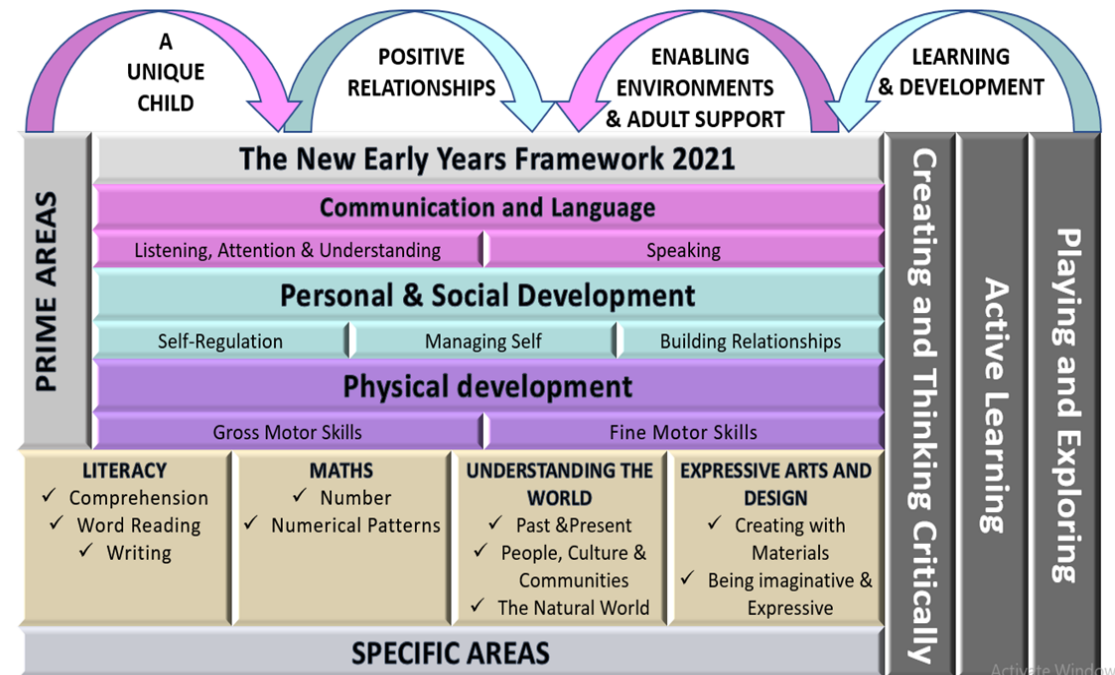 A
UNIQUE
CHILD
POSITIVE
RELATIONSHIPS
ENABLING
ENVIRONMENTS
& ADULT SUPPORT
LEARNING
& DEVELOPMENT
PRIME AREAS
The New Early Years Framework 2021
Communication and Language
Listening, Attention & Understanding
Speaking
Personal & Social Development
Self-Regulation
Managing Self
Building Relationships
Physical development
Gross Motor Skills
Fine Motor Skills
LITERACY
✓ Comprehension
✓ Word Reading
✓ Writing
MATHS
✓ Number
✓ Numerical Patterns
UNDERSTANDING THE
WORLD
✓ Past &Present
✓ People, Culture &
Communities
✓ The Natural World
EXPRESSIVE ARTS AND
DESIGN
✓ Creating with
Materials
✓ Being imaginative &
Expressive
SPECIFIC AREAS
Creating and Thinking Critically
Active Learning
Playing and Exploring
Activate Window